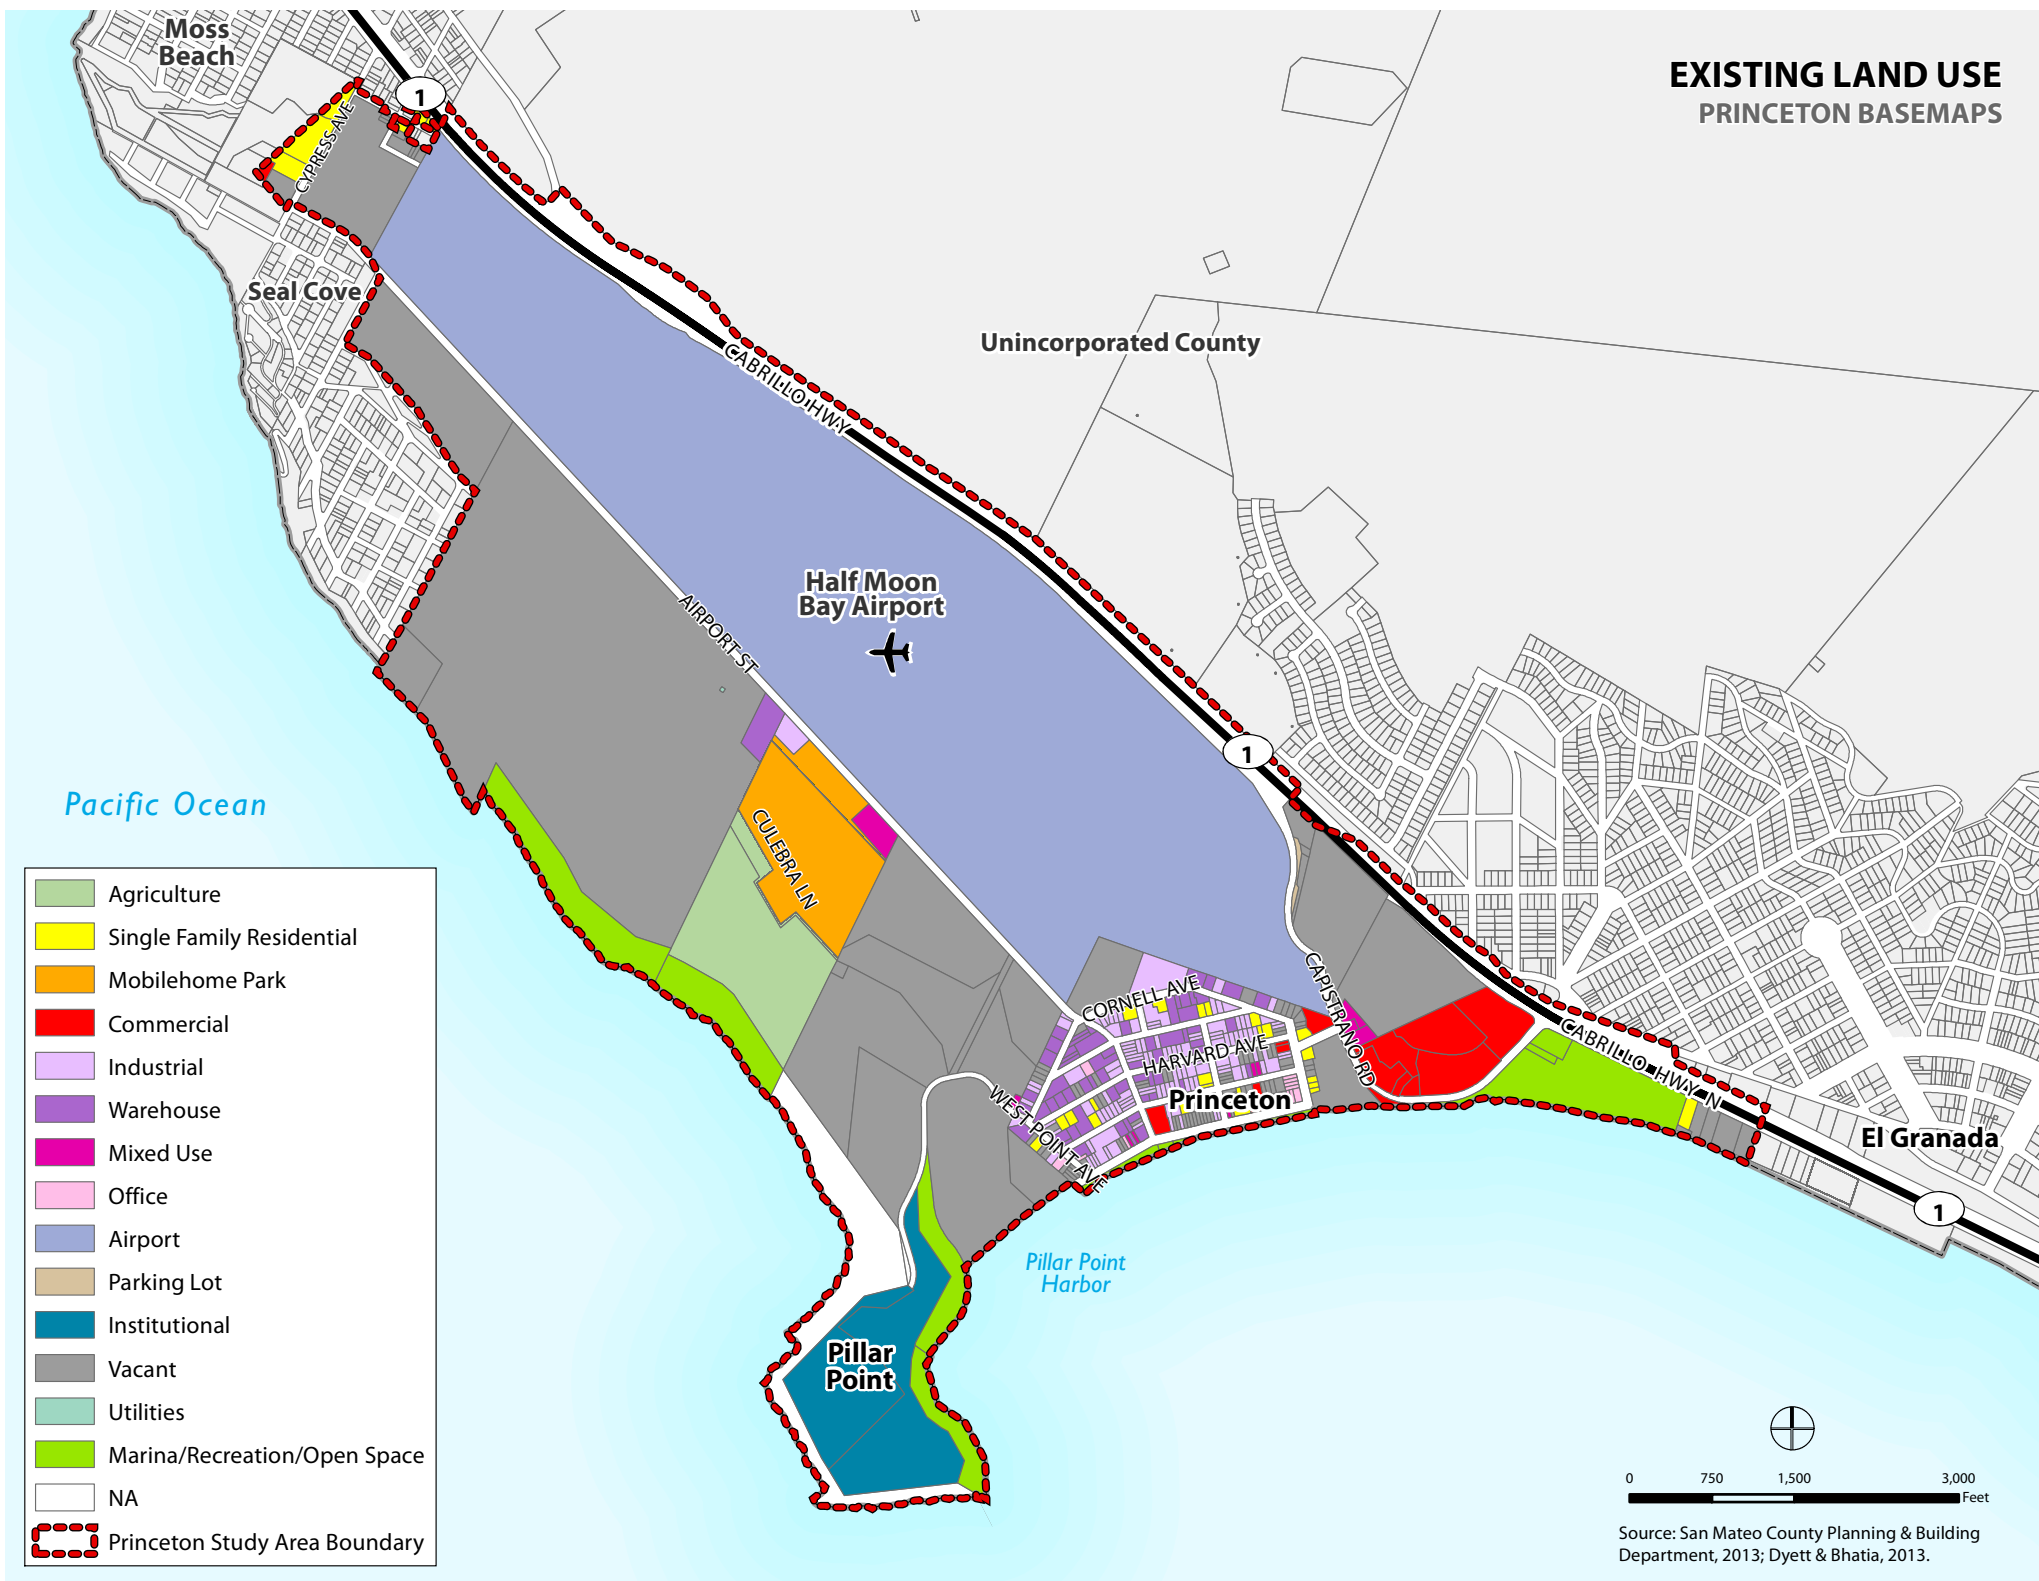 Moss
Beach
1
EXISTING LAND USE
PRINCETON BASEMAPS
CYPRESS AVE
Seal Cove
Unincorporated County
CABRILLO HWY
Half Moon
Bay Airport
AIRPORT ST
1
Pacific Ocean
CULEBRA LN
CAPISTRANO RD
CORNELL AVE
HARVARD AVE
CABRILLO HWY N
Princeton
WEST POINT AVE
El Granada
1
Pillar Point
Harbor
Pillar
Point
Agriculture
Single Family Residential
Mobilehome Park
Commercial
Industrial
Warehouse
Mixed Use
Office
Airport
Parking Lot
Institutional
Vacant
Utilities
Marina/Recreation/Open Space
NA
Princeton Study Area Boundary
0 750 1,500 3,000
Feet
Source: San Mateo County Planning & Building
Department, 2013; Dyett & Bhatia, 2013.